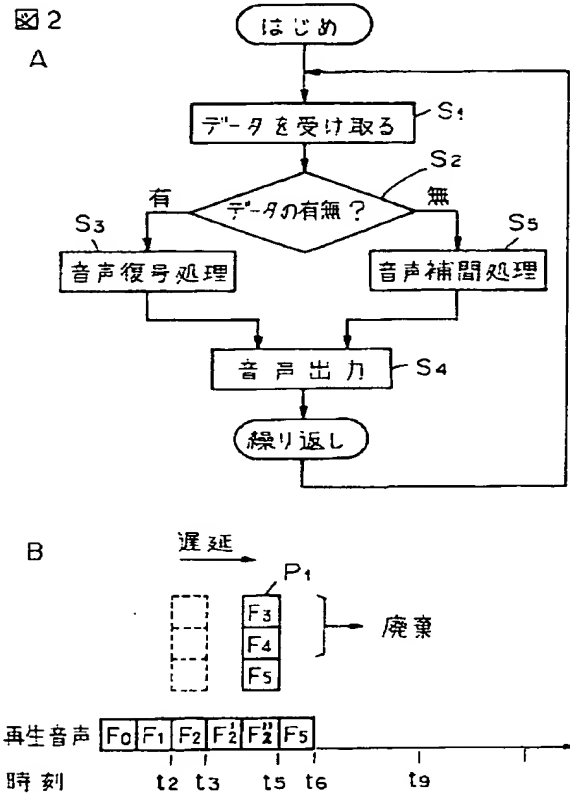 図2
A
はじめ
データを受け取る
S1
S2
データの有無?
有
無
S3
S5
音声復号処理
音声補間処理
音声出力
S4
繰り返し
B
遅延
P1
F3
F4
F5
廃棄
再生音声 F0 F1 F2 F2' F2'' F5
時刻 t2 t3 t5 t6 t9